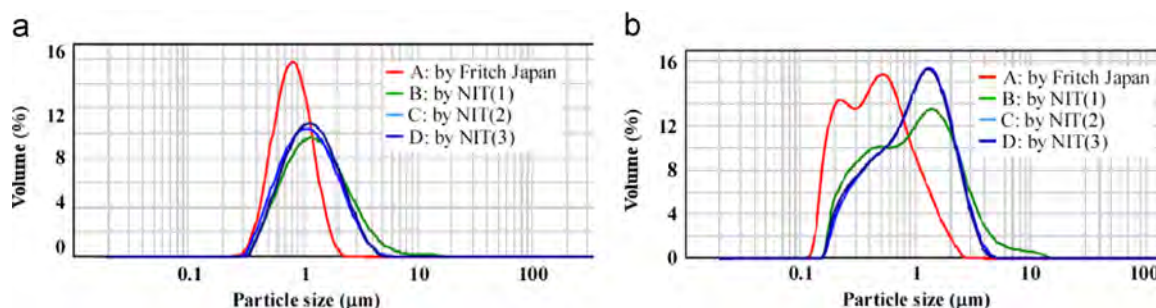 a
16
12
8
4
0
Volume (%)
A: by Fritch Japan
B: by NIT(1)
C: by NIT(2)
D: by NIT(3)
0.1 1 10 100
Particle size (μm)
b
16
12
8
4
0
Volume (%)
A: by Fritch Japan
B: by NIT(1)
C: by NIT(2)
D: by NIT(3)
0.1 1 10 100
Particle size (μm)